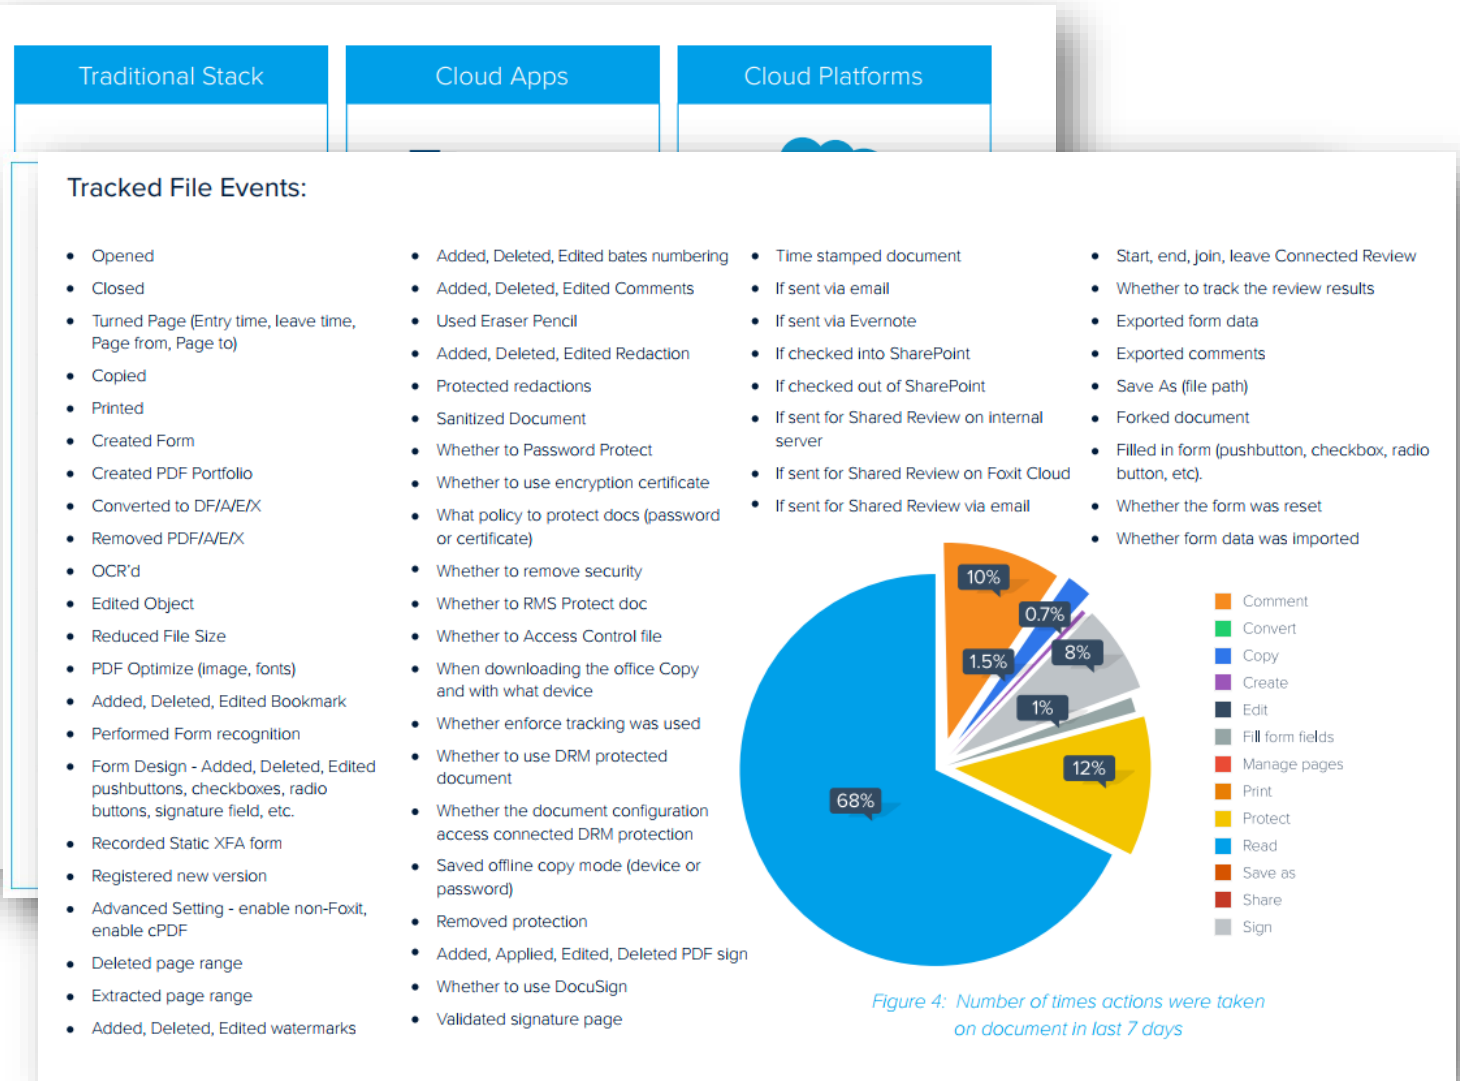 Traditional Stack
Cloud Apps
Cloud Platforms
Tracked File Events:
Opened
Closed
Turned Page (Entry time, leave time,
Page from, Page to)
Copied
Printed
Created Form
Created PDF Portfolio
Converted to DF/A/E/X
Removed PDF/A/E/X
OCR'd
Edited Object
Reduced File Size
PDF Optimize (image, fonts)
Added, Deleted, Edited Bookmark
Performed Form recognition
Form Design - Added, Deleted, Edited
pushbuttons, checkboxes, radio
buttons, signature field, etc.
Recorded Static XFA form
Registered new version
Advanced Setting - enable non-Foxit,
enable cPDF
Deleted page range
Extracted page range
Added, Deleted, Edited watermarks
Added, Deleted, Edited bates numbering
Added, Deleted, Edited Comments
Used Eraser Pencil
Added, Deleted, Edited Redaction
Protected redactions
Sanitized Document
Whether to Password Protect
Whether to use encryption certificate
What policy to protect docs (password
or certificate)
Whether to remove security
Whether to RMS Protect doc
Whether to Access Control file
When downloading the office Copy
and with what device
Whether enforce tracking was used
Whether to use DRM protected
document
Whether the document configuration
access connected DRM protection
Saved offline copy mode (device or
password)
Removed protection
Added, Applied, Edited, Deleted PDF sign
Whether to use DocuSign
Validated signature page
Time stamped document
If sent via email
If sent via Evernote
If checked into SharePoint
If checked out of SharePoint
If sent for Shared Review on internal
server
If sent for Shared Review on Foxit Cloud
If sent for Shared Review via email
Start, end, join, leave Connected Review
Whether to track the review results
Exported form data
Exported comments
Save As (file path)
Forked document
Filled in form (pushbutton, checkbox, radio
button, etc).
Whether the form was reset
Whether form data was imported
10%
0.7%
1.5%
8%
1%
12%
68%
Comment
Convert
Copy
Create
Edit
Fill form fields
Manage pages
Print
Protect
Read
Save as
Share
Sign
Figure 4: Number of times actions were taken
on document in last 7 days